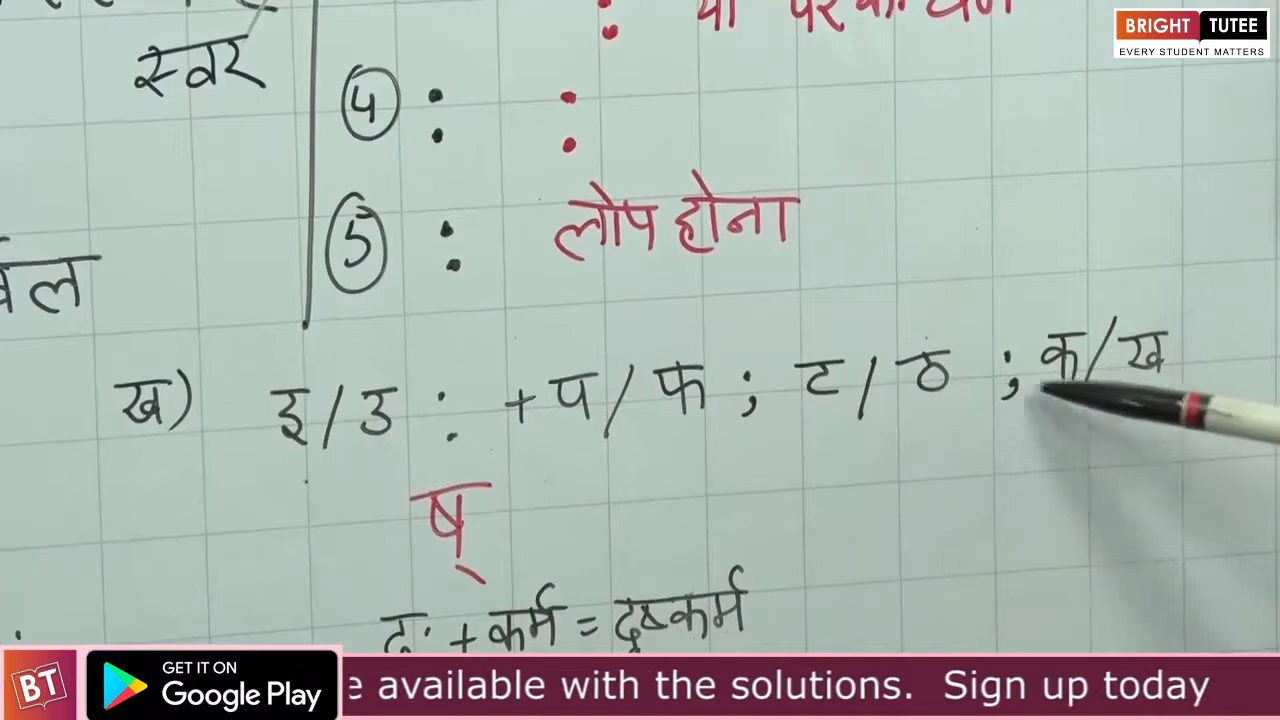 BRIGHT TUTEE
EVERY STUDENT MATTERS
स्वर
④ : :
⑤ : लोप होना
ख) इ/उ : + प/फ ; ट/ठ ; क/ख
ष्
दुः + कर्म = दुष्कर्म
BT GET IT ON Google Play
e available with the solutions. Sign up today